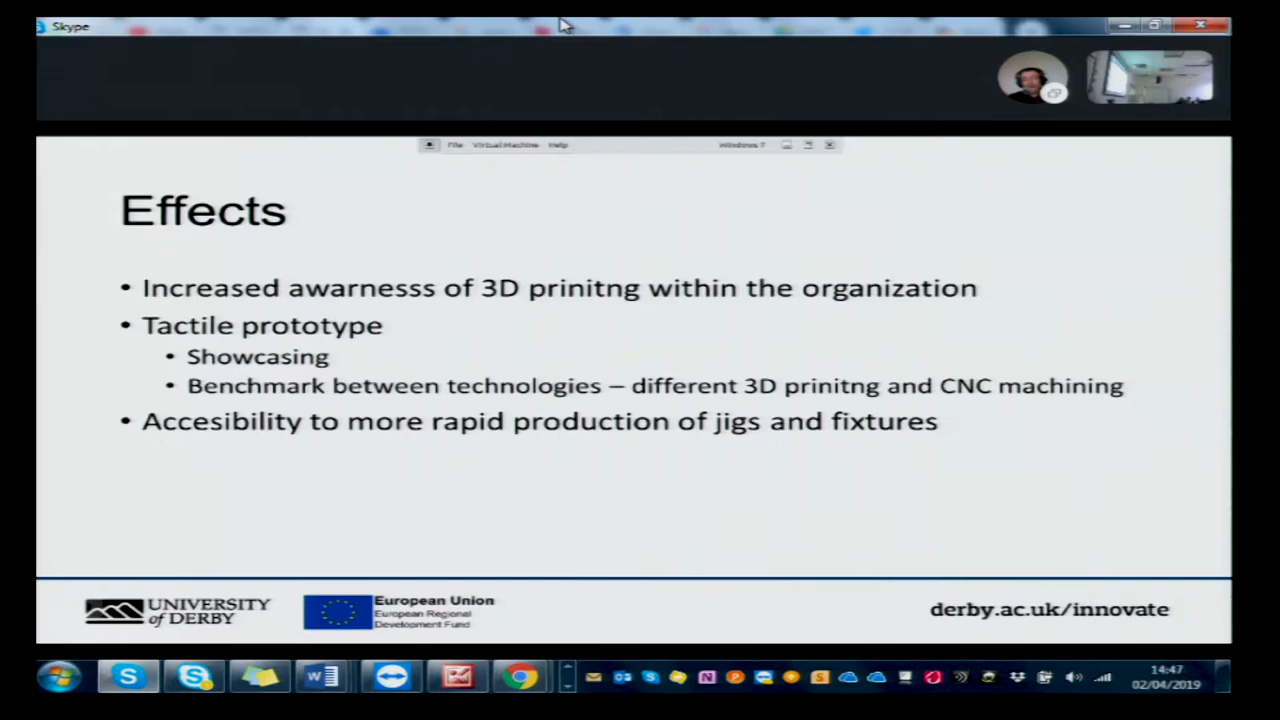 Skype
File Virtual Machine Help Windows 7
Effects
• Increased awarnesss of 3D prinitng within the organization
• Tactile prototype
• Showcasing
• Benchmark between technologies – different 3D prinitng and CNC machining
• Accesibility to more rapid production of jigs and fixtures
UNIVERSITY
of DERBY
European Union
European Regional
Development Fund
derby.ac.uk/innovate
14:47
02/04/2019